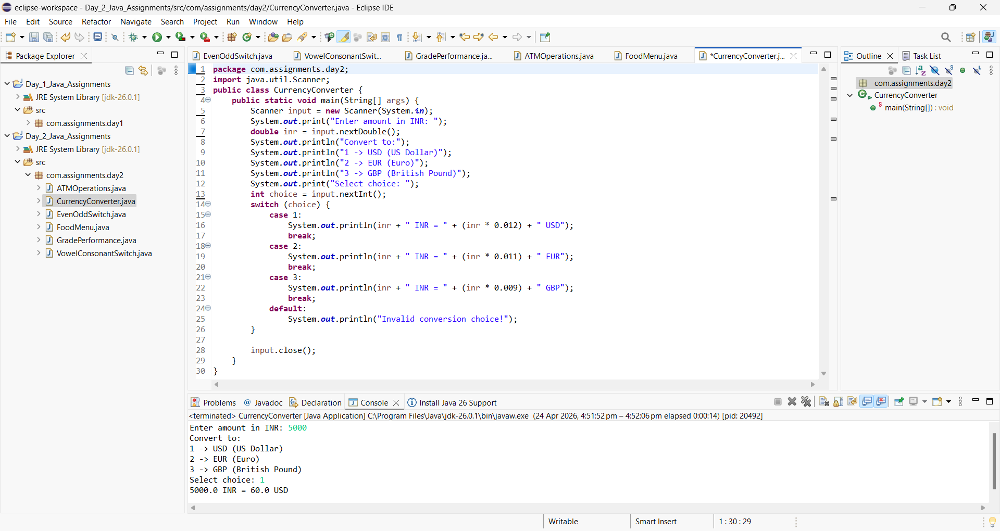 eclipse-workspace - Day_2_Java_Assignments/src/com/assignments/day2/CurrencyConverter.java - Eclipse IDE
File Edit Source Refactor Navigate Search Project Run Window Help
Package Explorer
Day_1_Java_Assignments
JRE System Library [jdk-26.0.1]
src
com.assignments.day1
Day_2_Java_Assignments
JRE System Library [jdk-26.0.1]
src
com.assignments.day2
ATMOperations.java
CurrencyConverter.java
EvenOddSwitch.java
FoodMenu.java
GradePerformance.java
VowelConsonantSwitch.java
EvenOddSwitch.java VowelConsonantSwit... GradePerformance.ja... ATMOperations.java FoodMenu.java *CurrencyConverter.j...
1 package com.assignments.day2;
2 import java.util.Scanner;
3 public class CurrencyConverter {
4     public static void main(String[] args) {
5         Scanner input = new Scanner(System.in);
6         System.out.print("Enter amount in INR: ");
7         double inr = input.nextDouble();
8         System.out.println("Convert to:");
9         System.out.println("1 -> USD (US Dollar)");
10         System.out.println("2 -> EUR (Euro)");
11         System.out.println("3 -> GBP (British Pound)");
12         System.out.print("Select choice: ");
13         int choice = input.nextInt();
14         switch (choice) {
15             case 1:
16                 System.out.println(inr + " INR = " + (inr * 0.012) + " USD");
17                 break;
18             case 2:
19                 System.out.println(inr + " INR = " + (inr * 0.011) + " EUR");
20                 break;
21             case 3:
22                 System.out.println(inr + " INR = " + (inr * 0.009) + " GBP");
23                 break;
24             default:
25                 System.out.println("Invalid conversion choice!");
26         }
27
28         input.close();
29     }
30 }
Outline Task List
com.assignments.day2
CurrencyConverter
main(String[]) : void
Problems Javadoc Declaration Console Install Java 26 Support
<terminated> CurrencyConverter [Java Application] C:\Program Files\Java\jdk-26.0.1\bin\javaw.exe (24 Apr 2026, 4:51:52 pm – 4:52:06 pm elapsed 0:00:14) [pid: 20492]
Enter amount in INR: 5000
Convert to:
1 -> USD (US Dollar)
2 -> EUR (Euro)
3 -> GBP (British Pound)
Select choice: 1
5000.0 INR = 60.0 USD
Writable Smart Insert 1 : 30 : 29